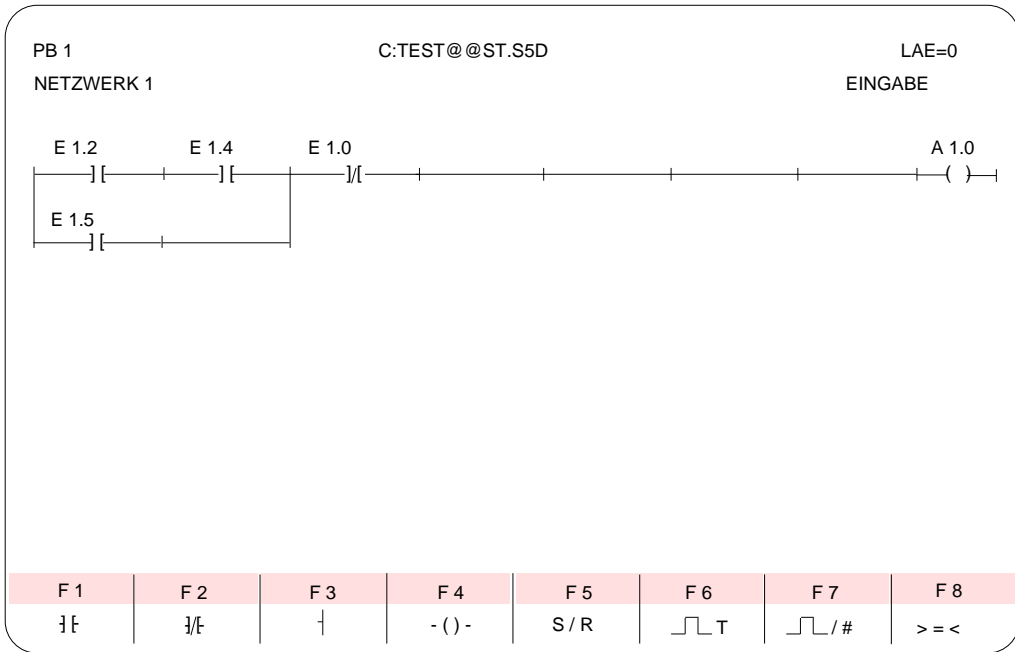 PB 1 C:TEST@@ST.S5D LAE=0
NETZWERK 1 EINGABE
E 1.2 E 1.4 E 1.0 A 1.0
] [ ] [ ]/[ ( )
E 1.5
] [
F 1 F 2 F 3 F 4 F 5 F 6 F 7 F 8
] [ ]/[ - ( ) - S / R T / # > = <